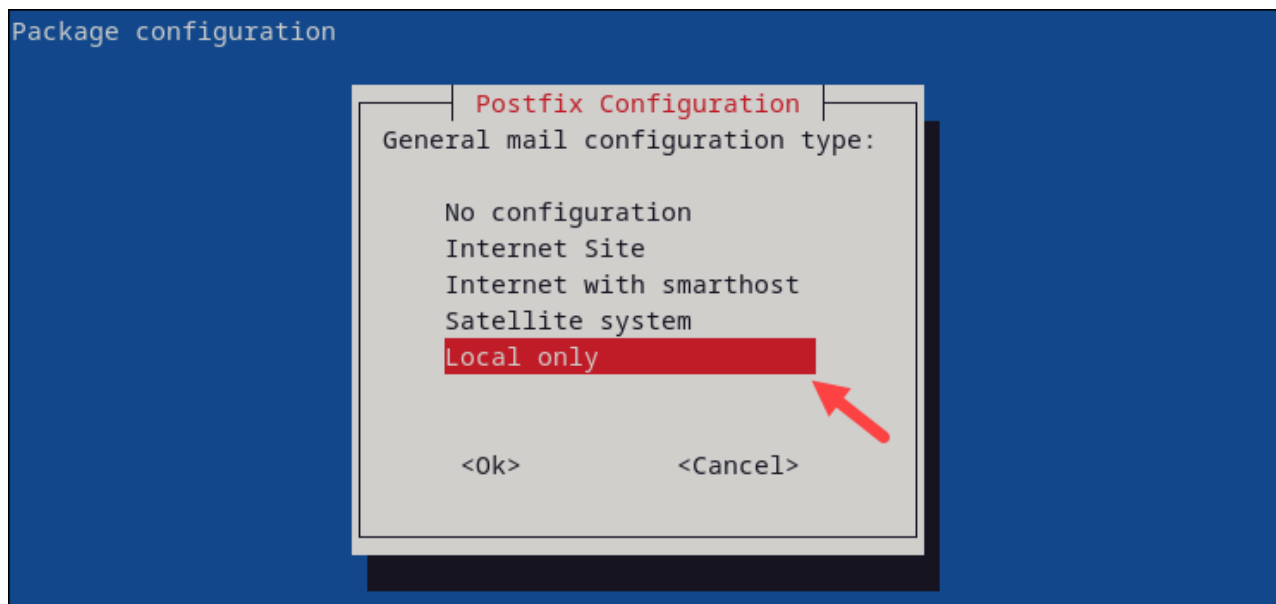 Package configuration
Postfix Configuration
General mail configuration type:
No configuration
Internet Site
Internet with smarthost
Satellite system
Local only
<Ok> <Cancel>